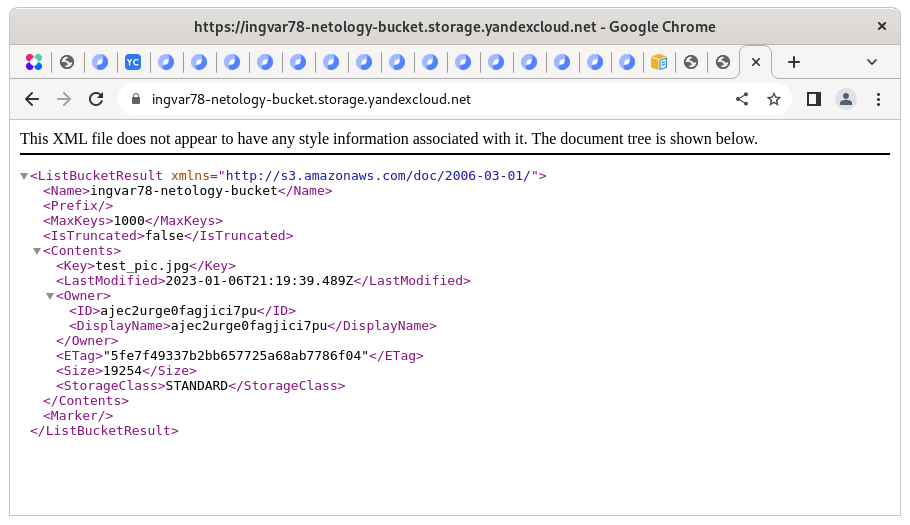 https://ingvar78-netology-bucket.storage.yandexcloud.net - Google Chrome
YC
ingvar78-netology-bucket.storage.yandexcloud.net
This XML file does not appear to have any style information associated with it. The document tree is shown below.
<ListBucketResult xmlns="http://s3.amazonaws.com/doc/2006-03-01/">
<Name>ingvar78-netology-bucket</Name>
<Prefix/>
<MaxKeys>1000</MaxKeys>
<IsTruncated>false</IsTruncated>
<Contents>
<Key>test_pic.jpg</Key>
<LastModified>2023-01-06T21:19:39.489Z</LastModified>
<Owner>
<ID>ajec2urge0fagjici7pu</ID>
<DisplayName>ajec2urge0fagjici7pu</DisplayName>
</Owner>
<ETag>"5fe7f49337b2bb657725a68ab7786f04"</ETag>
<Size>19254</Size>
<StorageClass>STANDARD</StorageClass>
</Contents>
<Marker/>
</ListBucketResult>